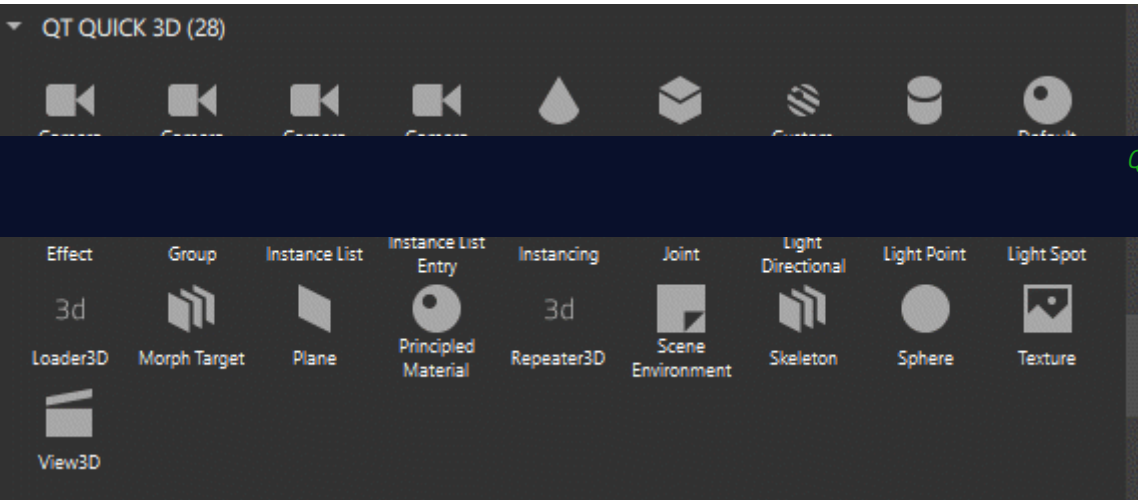 QT QUICK 3D (28)
Effect Group Instance List Instance List Entry Instancing Joint Light Directional Light Point Light Spot
3d 3d
Loader3D Morph Target Plane Principled Material Repeater3D Scene Environment Skeleton Sphere Texture
View3D